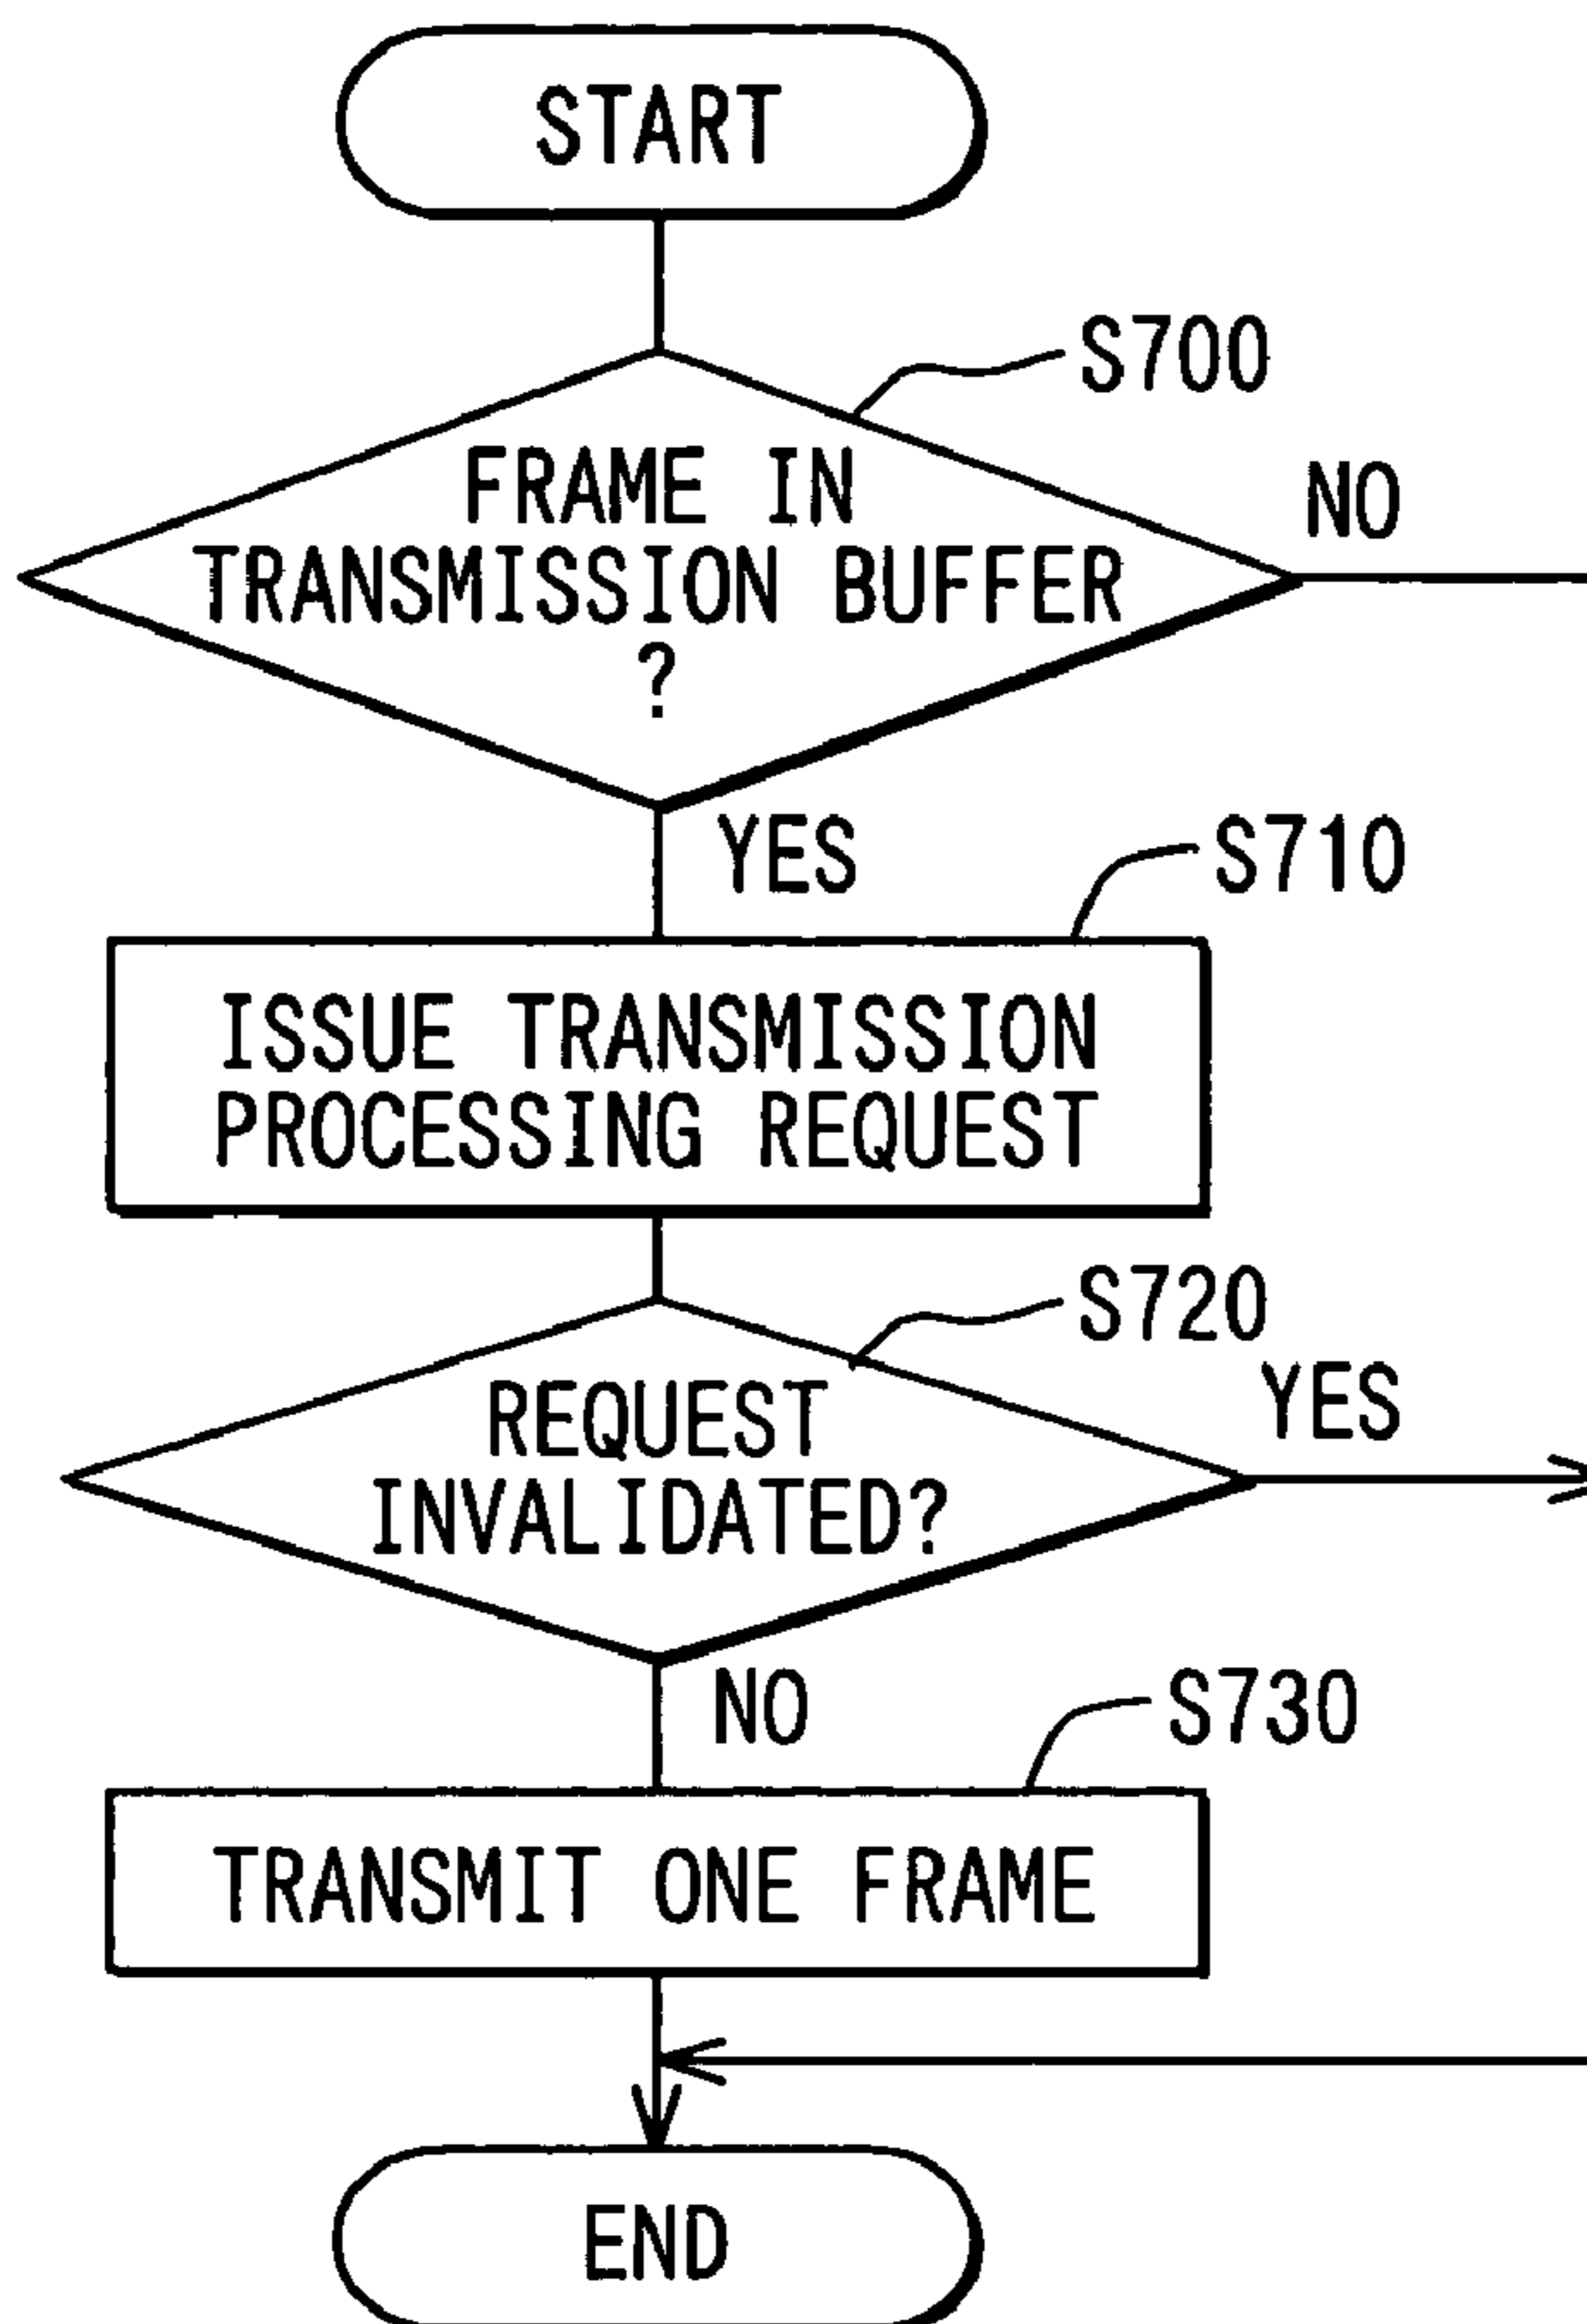 START
S700
FRAME IN
NO
TRANSMISSION BUFFER
?
YES
S710
ISSUE TRANSMISSION
PROCESSING REQUEST
S720
YES
REQUEST
INVALIDATED?
NO
S730
TRANSMIT ONE FRAME
END